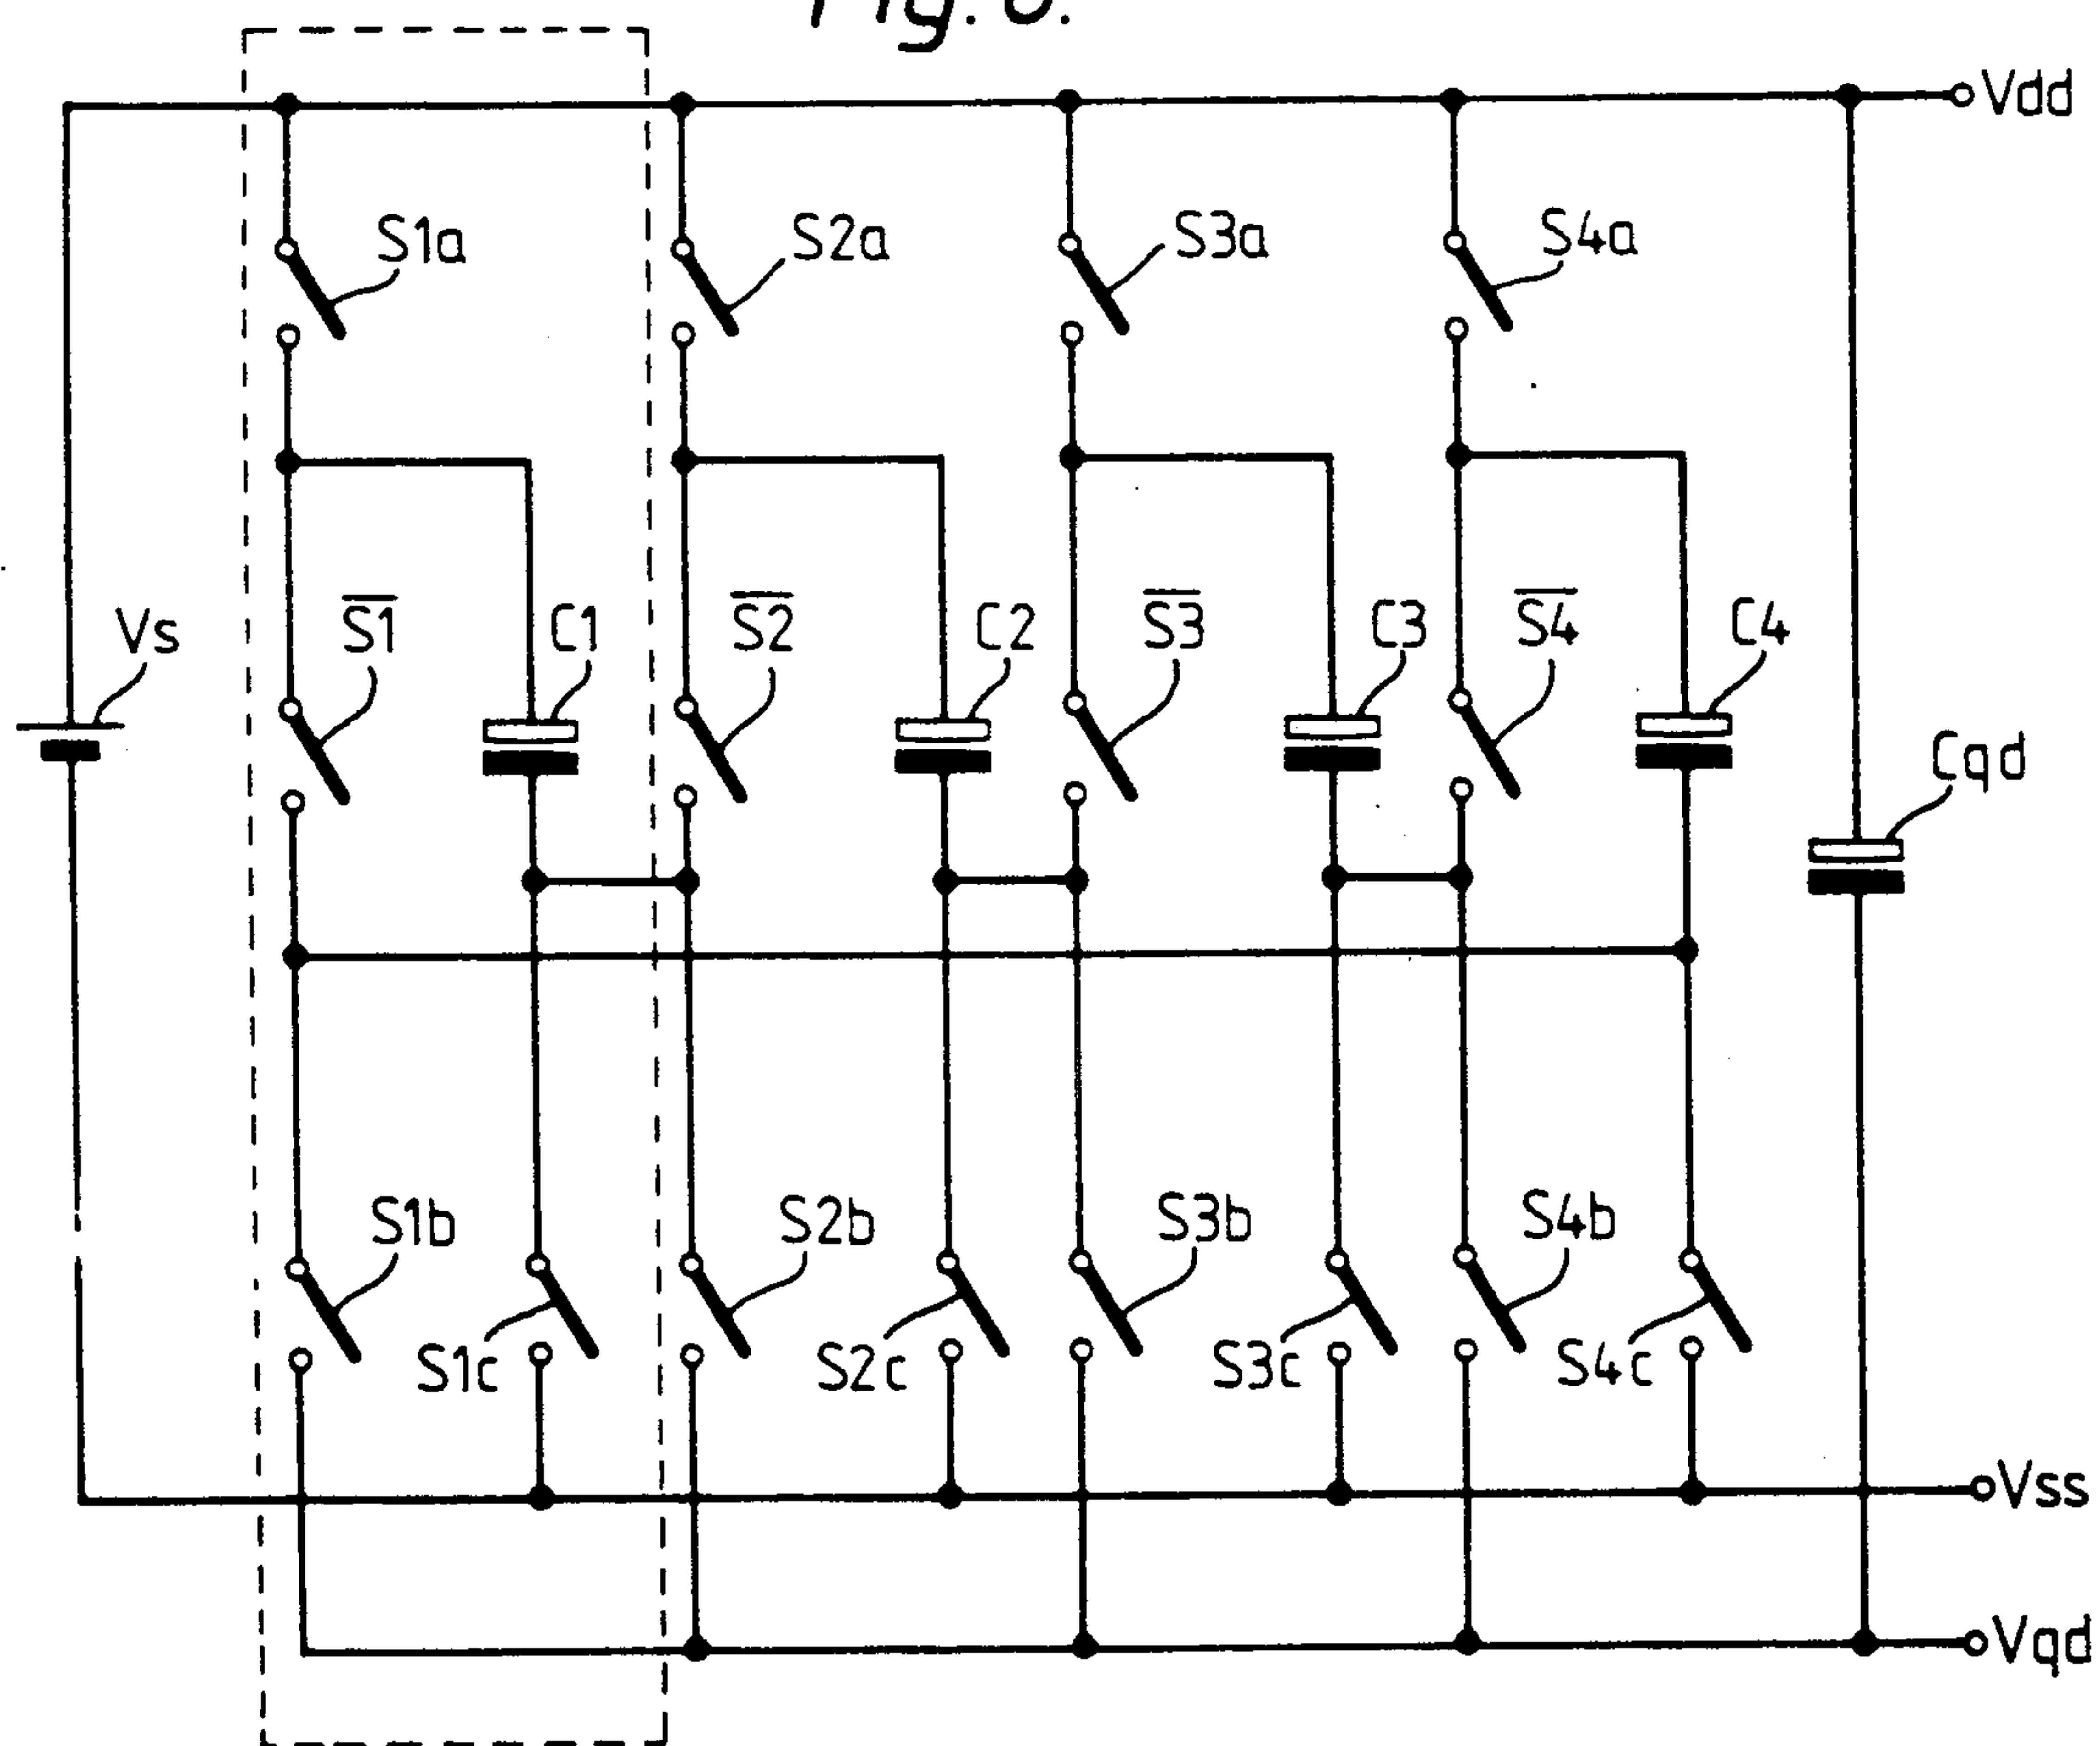 Vdd
S1a
S2a
S3a
S4a
Vs
S̅1̅
C1
S̅2̅
C2
S̅3̅
C3
S̅4̅
C4
Cqd
S1b
S2b
S3b
S4b
S1c
S2c
S3c
S4c
Vss
Vqd